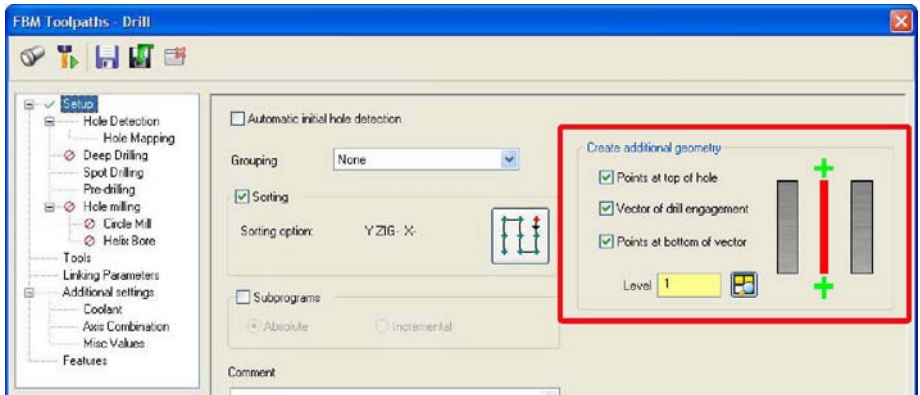 FBM Toolpaths - Drill
Setup
Hole Detection
Hole Mapping
Deep Drilling
Spot Drilling
Pre-drilling
Hole milling
Circle Mill
Helix Bore
Tools
Linking Parameters
Additional settings
Coolant
Axis Combination
Misc Values
Features
Automatic initial hole detection
Grouping None
Sorting
Sorting option: Y ZIG- X-
Subprograms
Absolute Incremental
Comment
Create additional geometry
Points at top of hole
Vector of drill engagement
Points at bottom of vector
Level 1